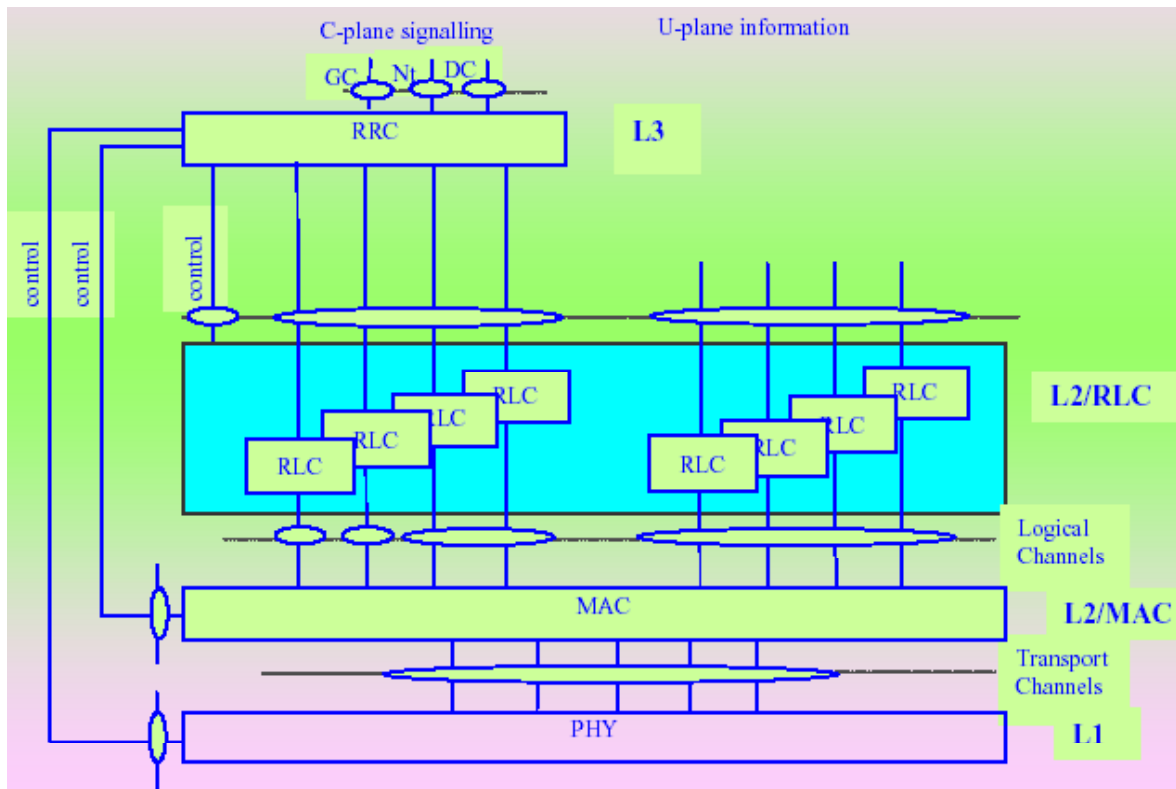 C-plane signalling
U-plane information
GC
Nt
DC
RRC
L3
control
control
control
RLC
RLC
RLC
RLC
RLC
RLC
RLC
RLC
L2/RLC
Logical
Channels
MAC
L2/MAC
Transport
Channels
PHY
L1